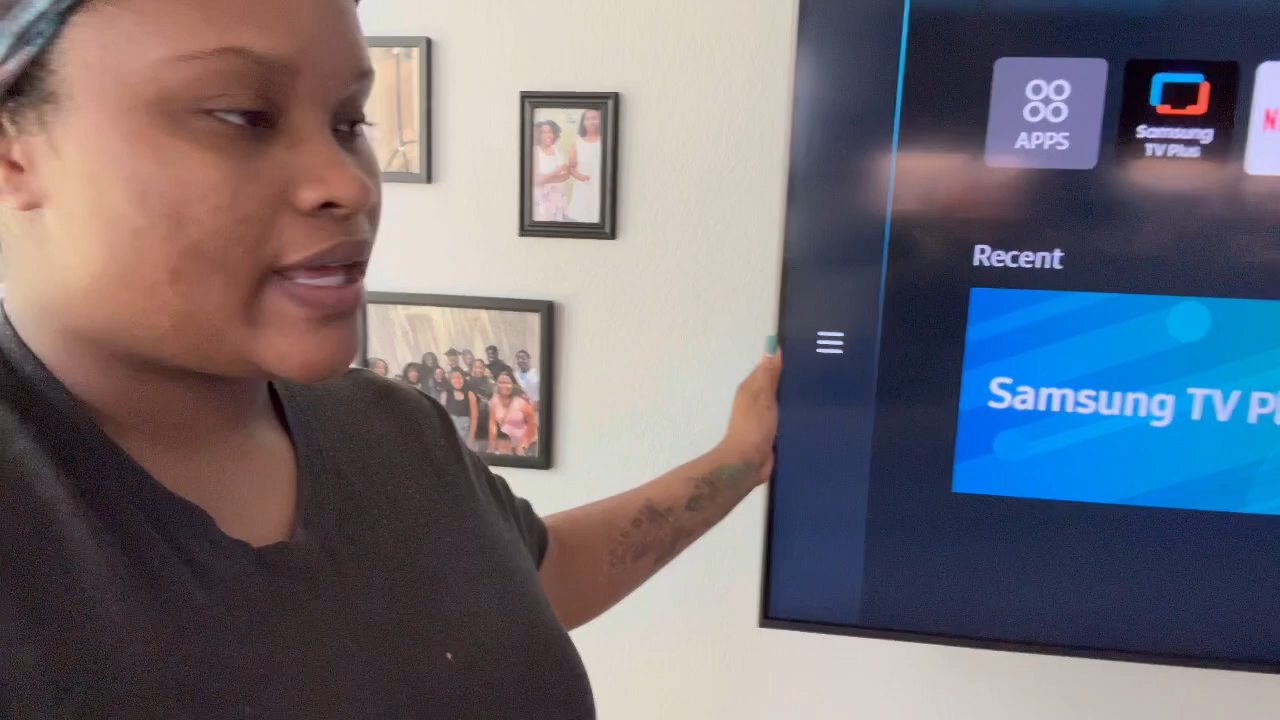 APPS
Samsung
TV Plus
N
Recent
Samsung TV Pl